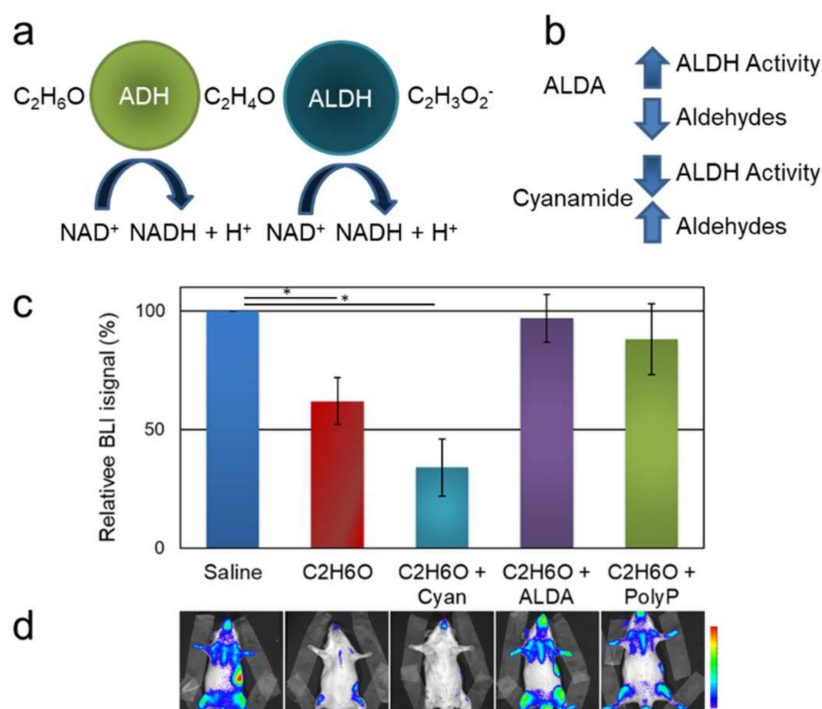 a
C₂H₆O ADH C₂H₄O ALDH C₂H₃O₂⁻
NAD⁺ NADH + H⁺ NAD⁺ NADH + H⁺
b
ALDA
ALDH Activity
Aldehydes
Cyanamide
ALDH Activity
Aldehydes
c
Relativee BLI isignal (%)
100
50
0
* *
Saline C2H6O C2H6O + C2H6O + C2H6O +
Cyan ALDA PolyP
d